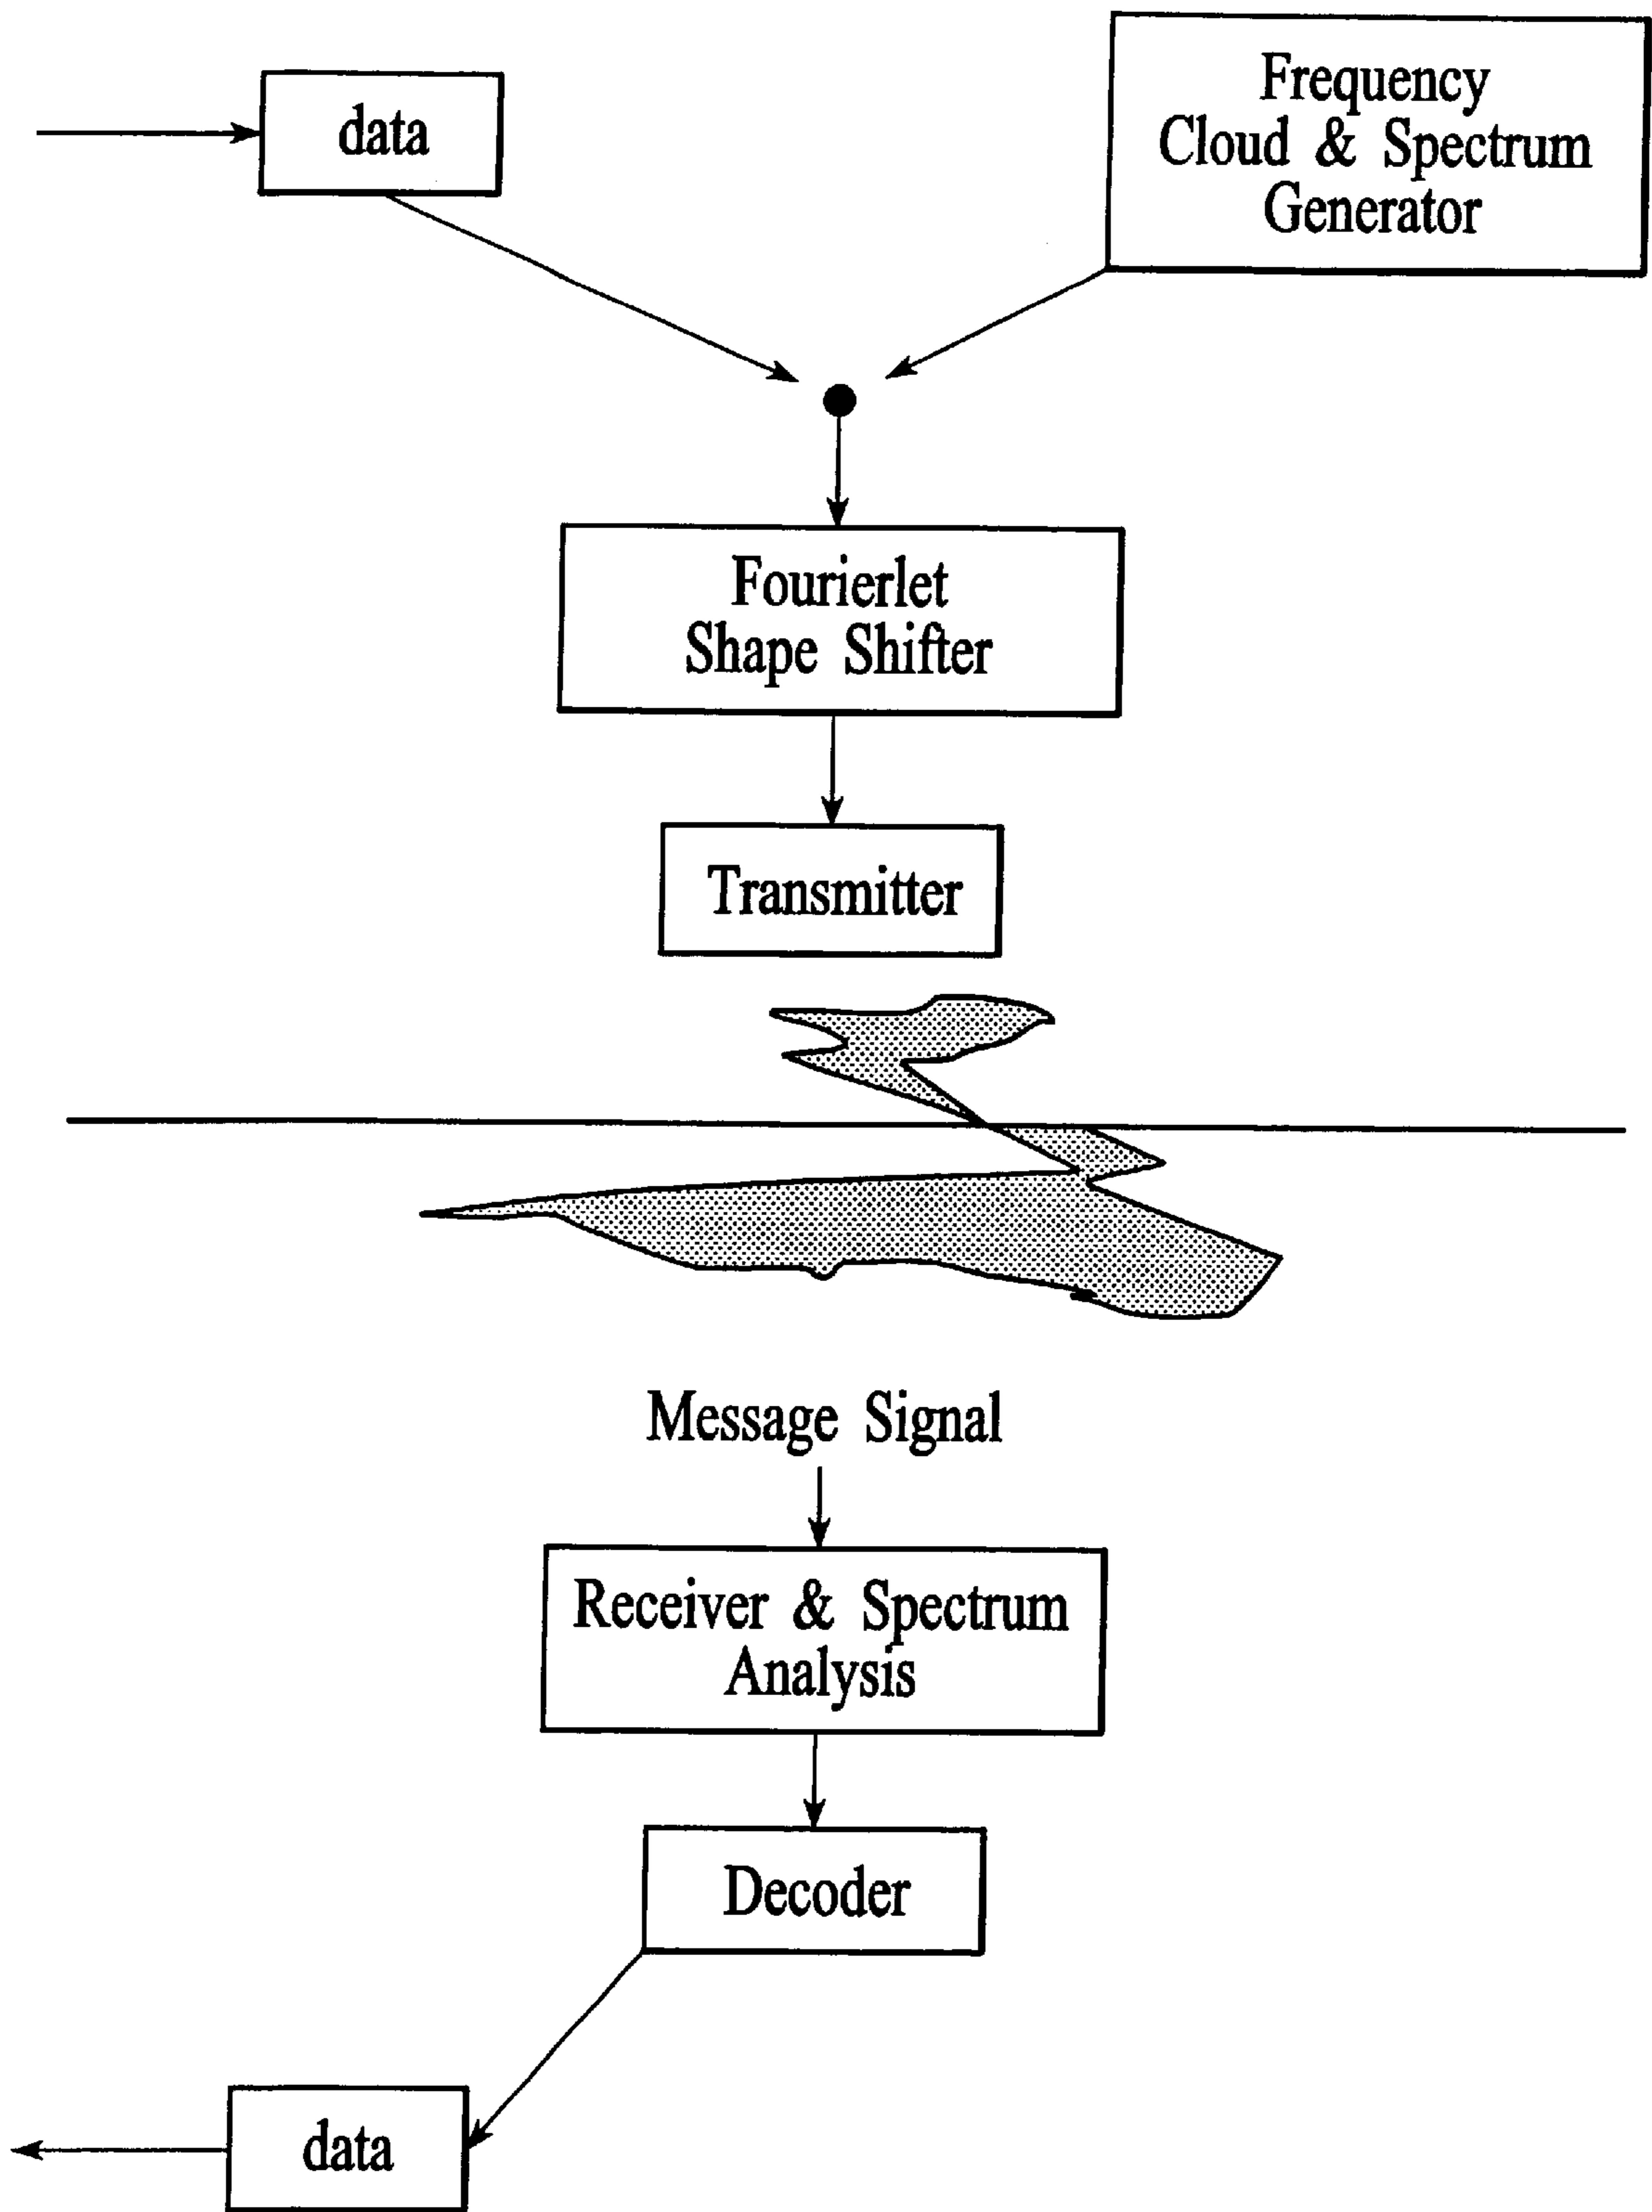 data
Frequency
Cloud & Spectrum
Generator
Fourierlet
Shape Shifter
Transmitter
Message Signal
Receiver & Spectrum
Analysis
Decoder
data